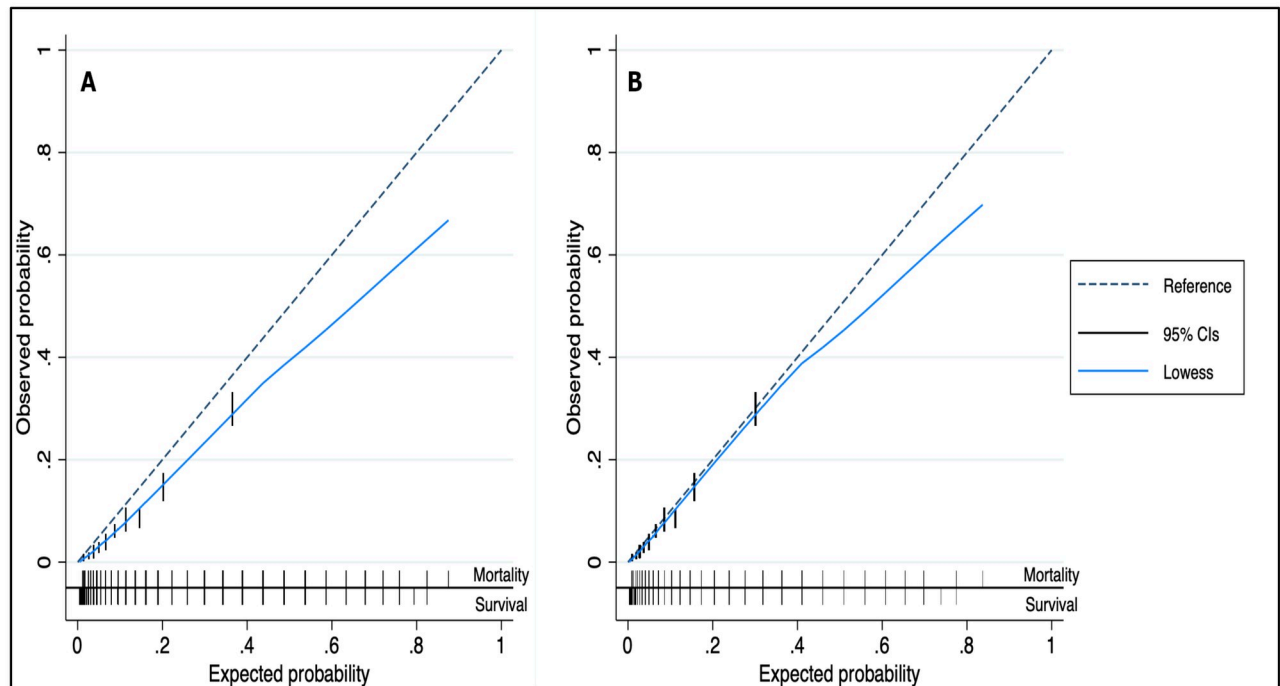 A
Observed probability
1
.8
.6
.4
.2
0
Mortality
Survival
0 .2 .4 .6 .8 1
Expected probability
B
Observed probability
1
.8
.6
.4
.2
0
Mortality
Survival
0 .2 .4 .6 .8 1
Expected probability
Reference
95% CIs
Lowess